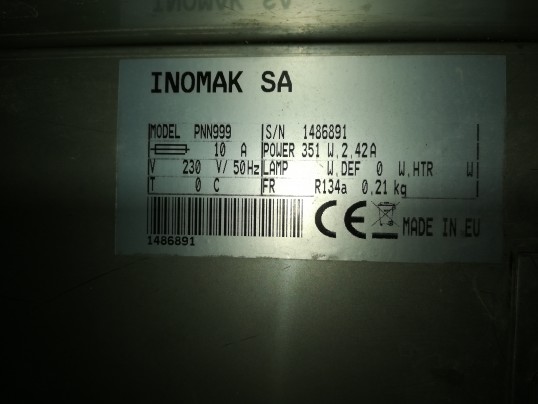 INOMAK SA
MODEL PNN999 S/N 1486891
10 A POWER 351 W, 2,42A
V 230 V/ 50Hz LAMP W,DEF 0 W,HTR W
T 0 C FR R134a 0,21 kg
CE MADE IN EU
1486891